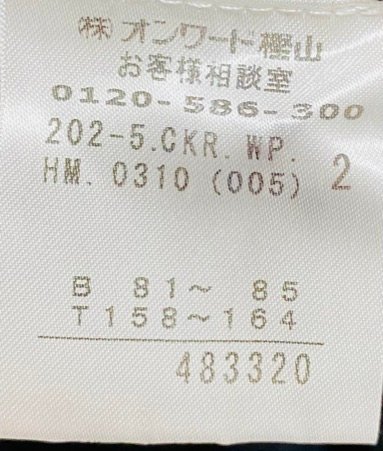 (株)オンワード樫山
お客様相談室
0120-586-300
202-5.CKR.WP.
HM. 0310 (005) 2
B 81～ 85
T158～164
483320